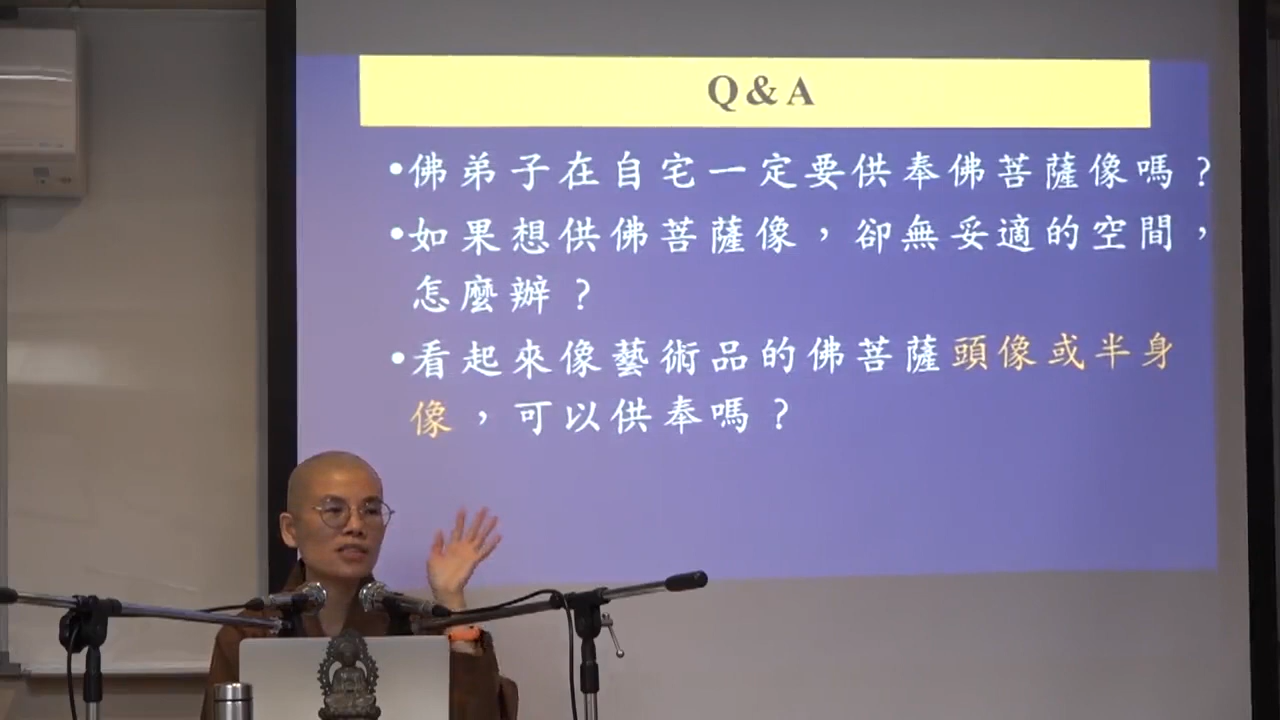 Q&A
•佛弟子在自宅一定要供奉佛菩薩像嗎？
•如果想供佛菩薩像，卻無妥適的空間，
怎麼辦？
•看起來像藝術品的佛菩薩頭像或半身
像，可以供奉嗎？